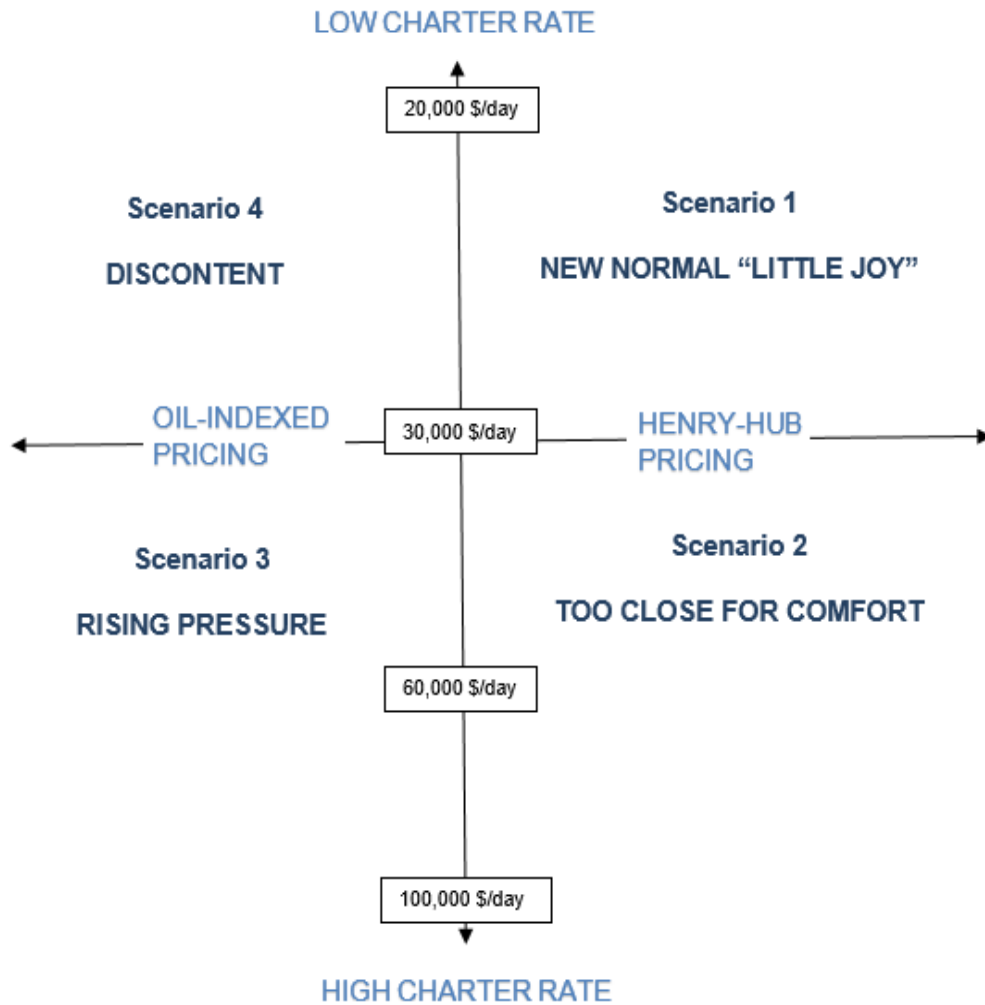 LOW CHARTER RATE
20,000 $/day
Scenario 4
DISCONTENT
Scenario 1
NEW NORMAL “LITTLE JOY”
OIL-INDEXED
PRICING
30,000 $/day
HENRY-HUB
PRICING
Scenario 3
RISING PRESSURE
Scenario 2
TOO CLOSE FOR COMFORT
60,000 $/day
100,000 $/day
HIGH CHARTER RATE